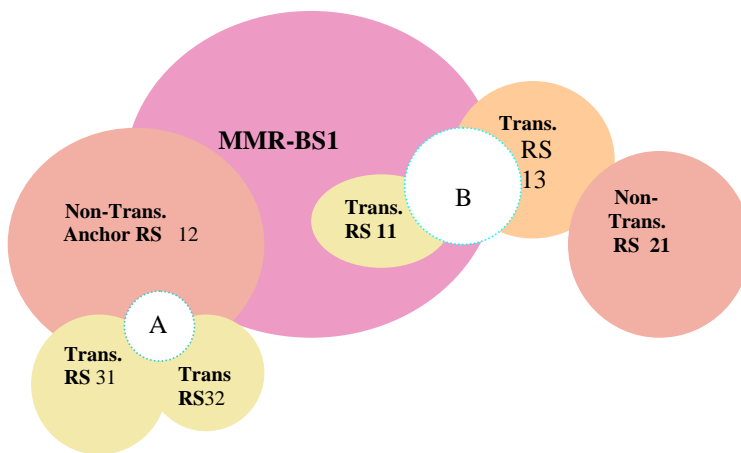 MMR-BS1
Trans.
RS
13
B
Trans.
RS 11
Non-
Trans.
RS 21
Non-Trans.
Anchor RS 12
A
Trans.
RS 31
Trans
RS32